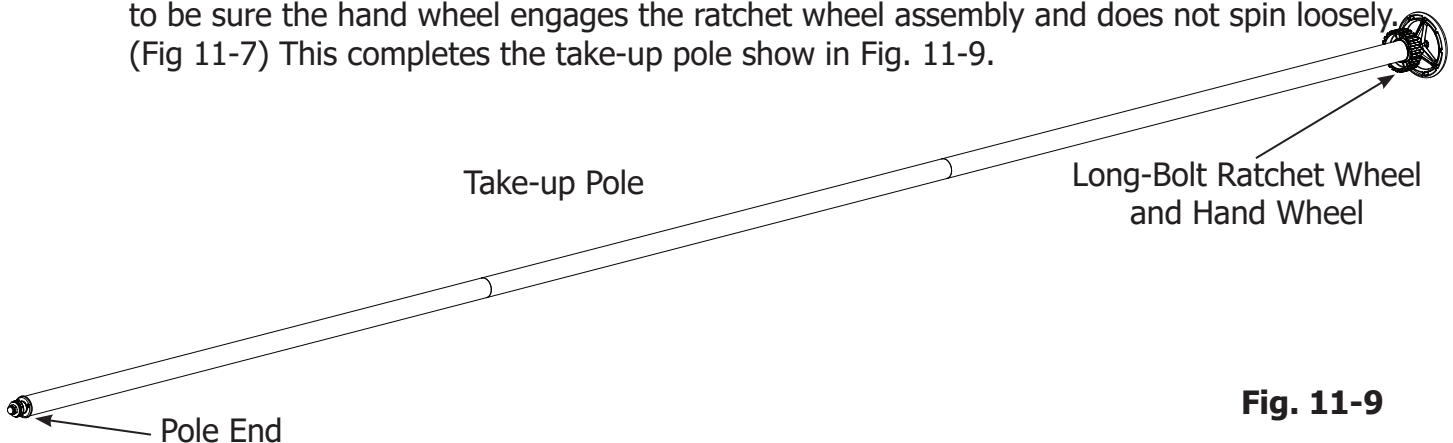 to be sure the hand wheel engages the ratchet wheel assembly and does not spin loosely.
(Fig 11-7) This completes the take-up pole show in Fig. 11-9.
Take-up Pole
Long-Bolt Ratchet Wheel
and Hand Wheel
Fig. 11-9
Pole End